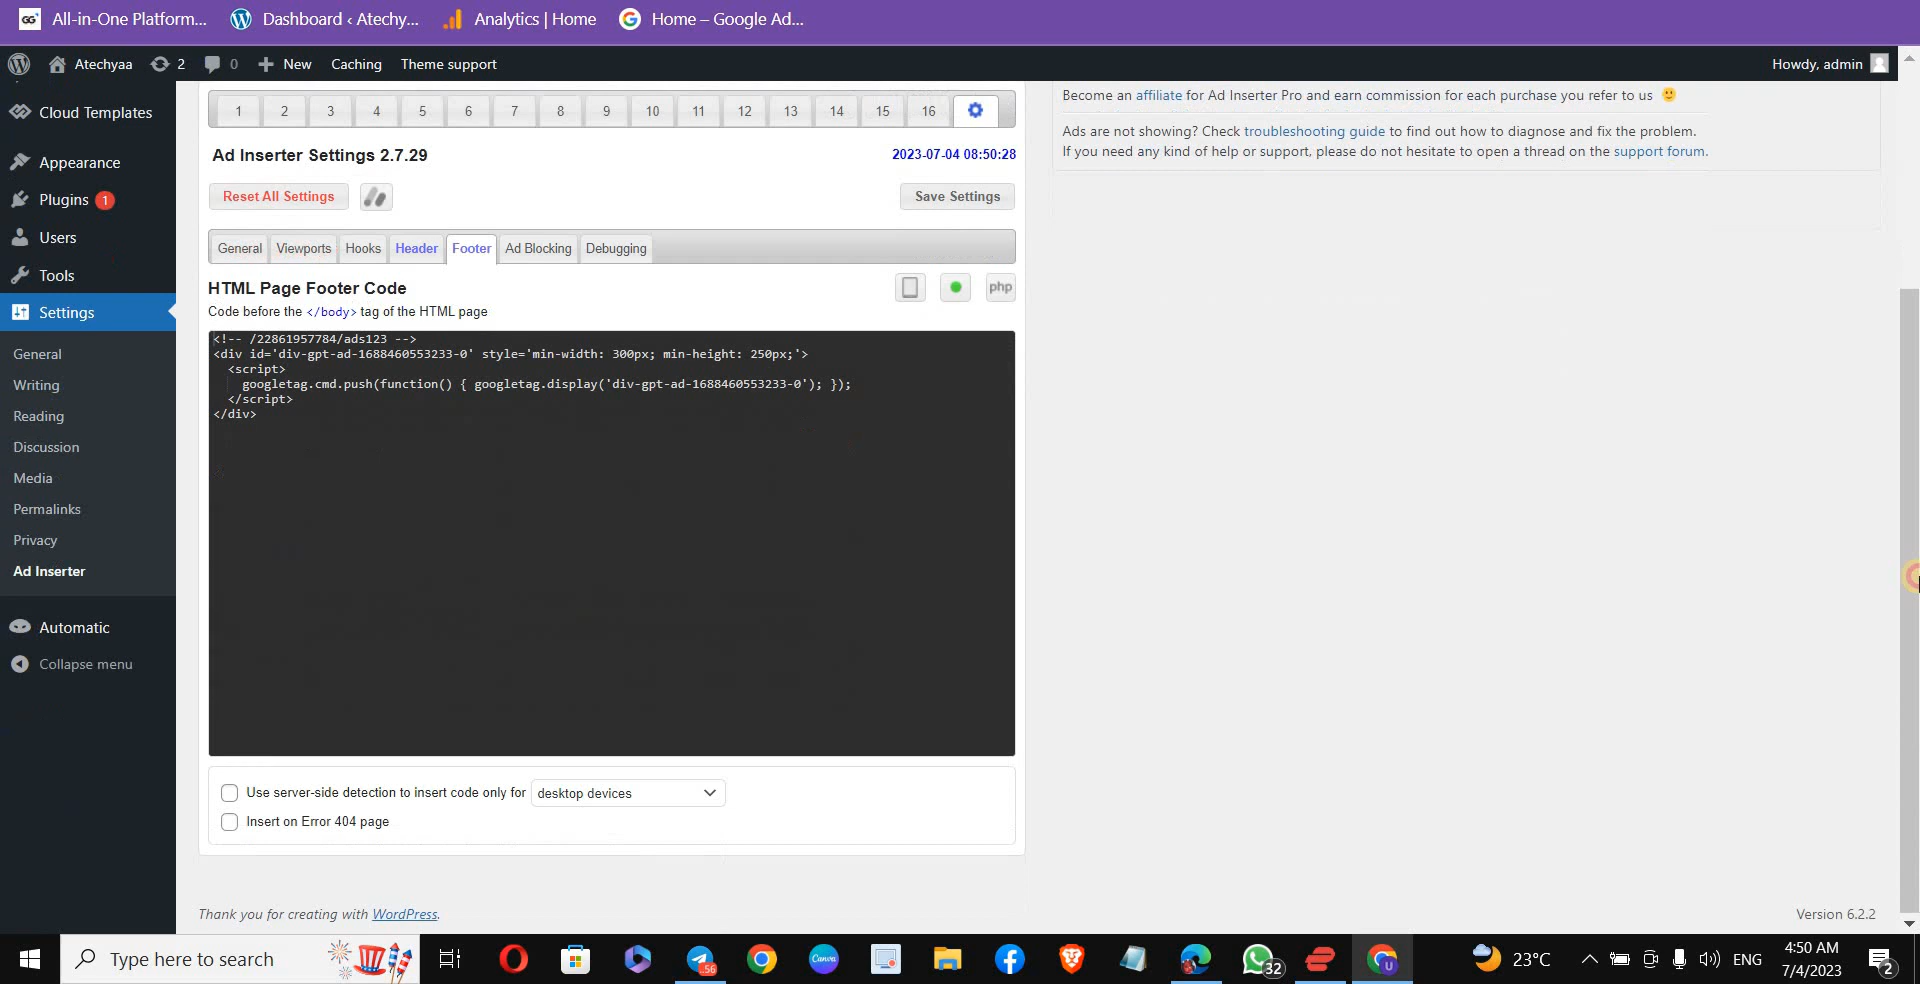 All-in-One Platform...
Dashboard ‹ Atechy...
Analytics | Home
Home – Google Ad...
Atechyaa
2
0
New
Caching
Theme support
Howdy, admin
Cloud Templates
Appearance
Plugins 1
Users
Tools
Settings
General
Writing
Reading
Discussion
Media
Permalinks
Privacy
Ad Inserter
Automatic
Collapse menu
1 2 3 4 5 6 7 8 9 10 11 12 13 14 15 16
Ad Inserter Settings 2.7.29
2023-07-04 08:50:28
Reset All Settings
Save Settings
General Viewports Hooks Header Footer Ad Blocking Debugging
HTML Page Footer Code
php
Code before the </body> tag of the HTML page
<!-- /22861957784/ads123 -->
<div id='div-gpt-ad-1688460553233-0' style='min-width: 300px; min-height: 250px;'>
<script>
googletag.cmd.push(function() { googletag.display('div-gpt-ad-1688460553233-0'); });
</script>
</div>
Use server-side detection to insert code only for desktop devices
Insert on Error 404 page
Become an affiliate for Ad Inserter Pro and earn commission for each purchase you refer to us
Ads are not showing? Check troubleshooting guide to find out how to diagnose and fix the problem.
If you need any kind of help or support, please do not hesitate to open a thread on the support forum.
Thank you for creating with WordPress.
Version 6.2.2
Type here to search
.56
Canva
32
U
23°C
ENG
4:50 AM
7/4/2023
2